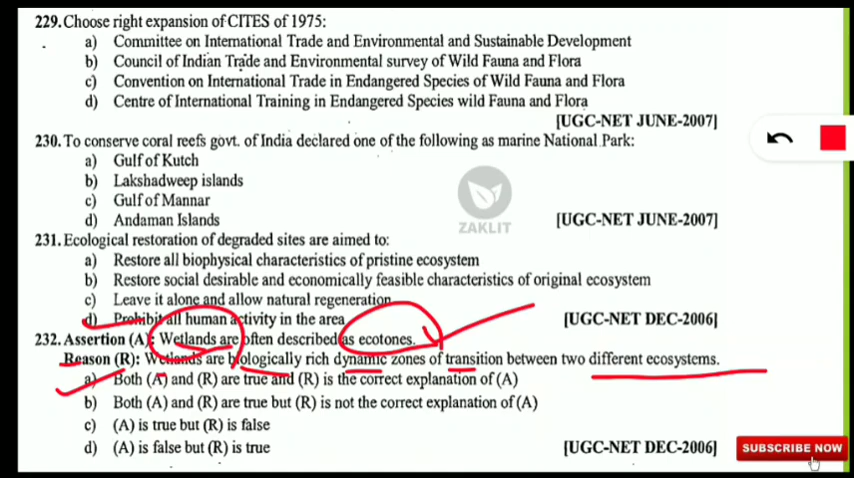 229. Choose right expansion of CITES of 1975:
a) Committee on International Trade and Environmental and Sustainable Development
b) Council of Indian Trade and Environmental survey of Wild Fauna and Flora
c) Convention on International Trade in Endangered Species of Wild Fauna and Flora
d) Centre of International Training in Endangered Species wild Fauna and Flora
[UGC-NET JUNE-2007]
230. To conserve coral reefs govt. of India declared one of the following as marine National Park:
a) Gulf of Kutch
b) Lakshadweep islands
c) Gulf of Mannar
d) Andaman Islands [UGC-NET JUNE-2007]
ZAKLIT
231. Ecological restoration of degraded sites are aimed to:
a) Restore all biophysical characteristics of pristine ecosystem
b) Restore social desirable and economically feasible characteristics of original ecosystem
c) Leave it alone and allow natural regeneration
d) Prohibit all human activity in the area [UGC-NET DEC-2006]
232. Assertion (A): Wetlands are often described as ecotones.
Reason (R): Wetlands are biologically rich dynamic zones of transition between two different ecosystems.
a) Both (A) and (R) are true and (R) is the correct explanation of (A)
b) Both (A) and (R) are true but (R) is not the correct explanation of (A)
c) (A) is true but (R) is false
d) (A) is false but (R) is true [UGC-NET DEC-2006]
SUBSCRIBE NOW